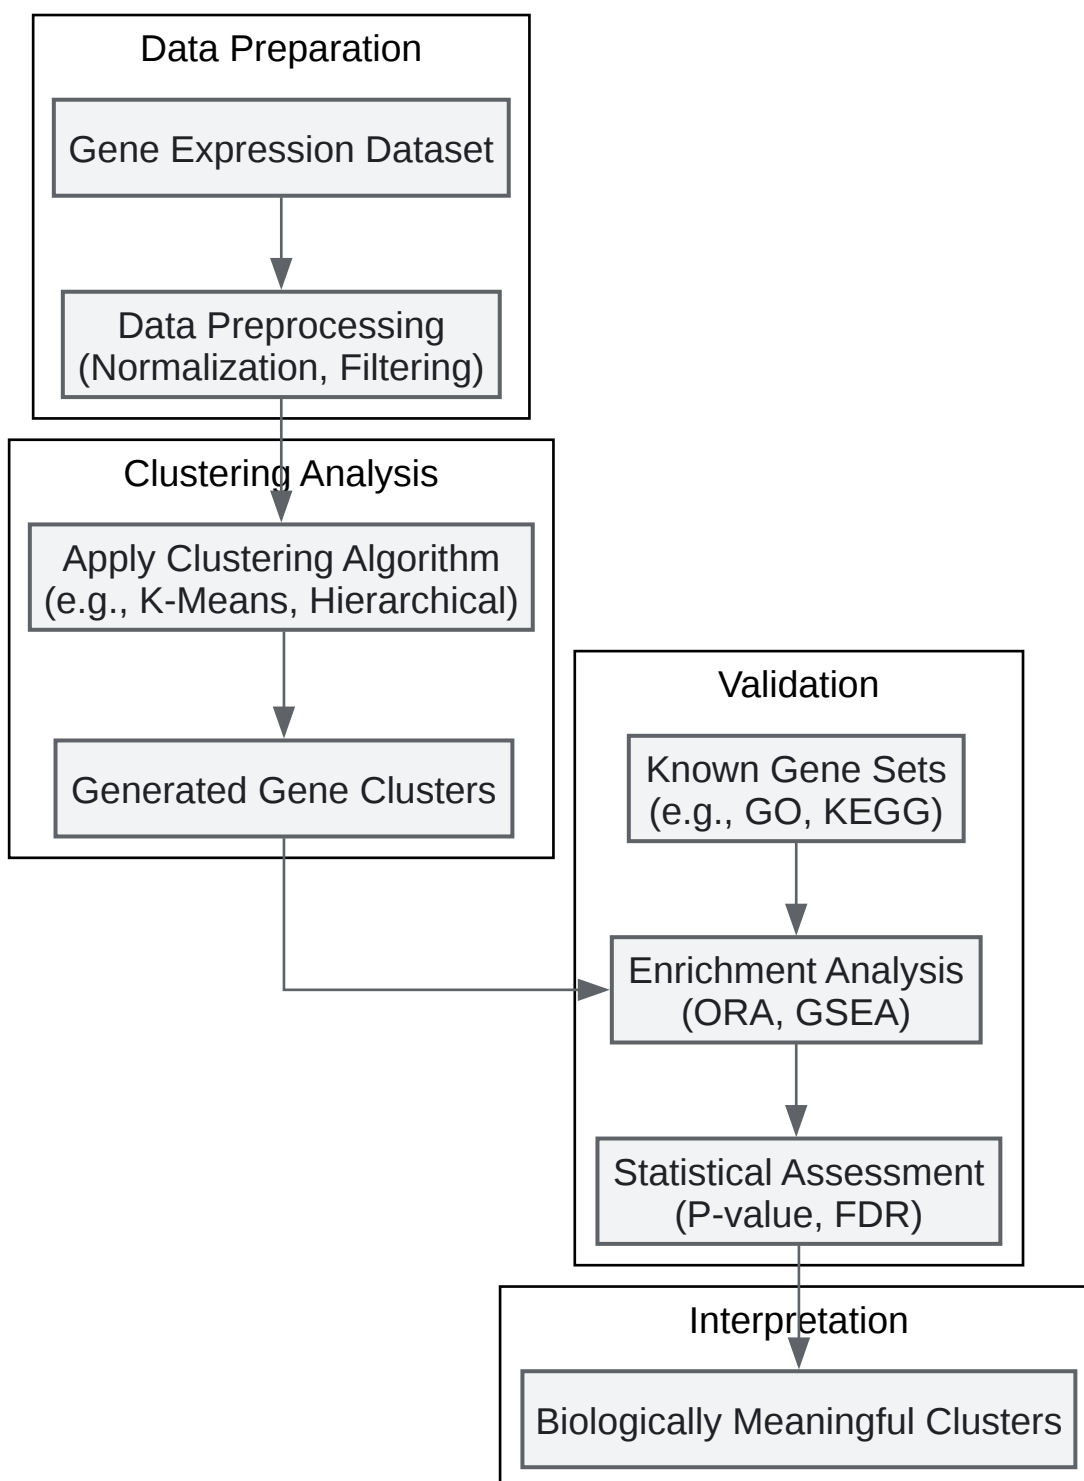 Data Preparation
Gene Expression Dataset
Data Preprocessing
(Normalization, Filtering)
Clustering Analysis
Apply Clustering Algorithm
(e.g., K-Means, Hierarchical)
Generated Gene Clusters
Validation
Known Gene Sets
(e.g., GO, KEGG)
Enrichment Analysis
(ORA, GSEA)
Statistical Assessment
(P-value, FDR)
Interpretation
Biologically Meaningful Clusters